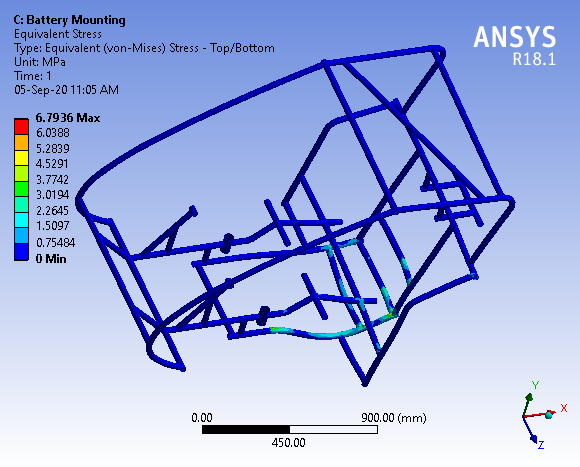 C: Battery Mounting
Equivalent Stress
Type: Equivalent (von-Mises) Stress - Top/Bottom
Unit: MPa
Time: 1
05-Sep-20 11:05 AM
ANSYS
R18.1
6.7936 Max
6.0388
5.2839
4.5291
3.7742
3.0194
2.2645
1.5097
0.75484
0 Min
0.00
900.00 (mm)
450.00
Y
X
Z